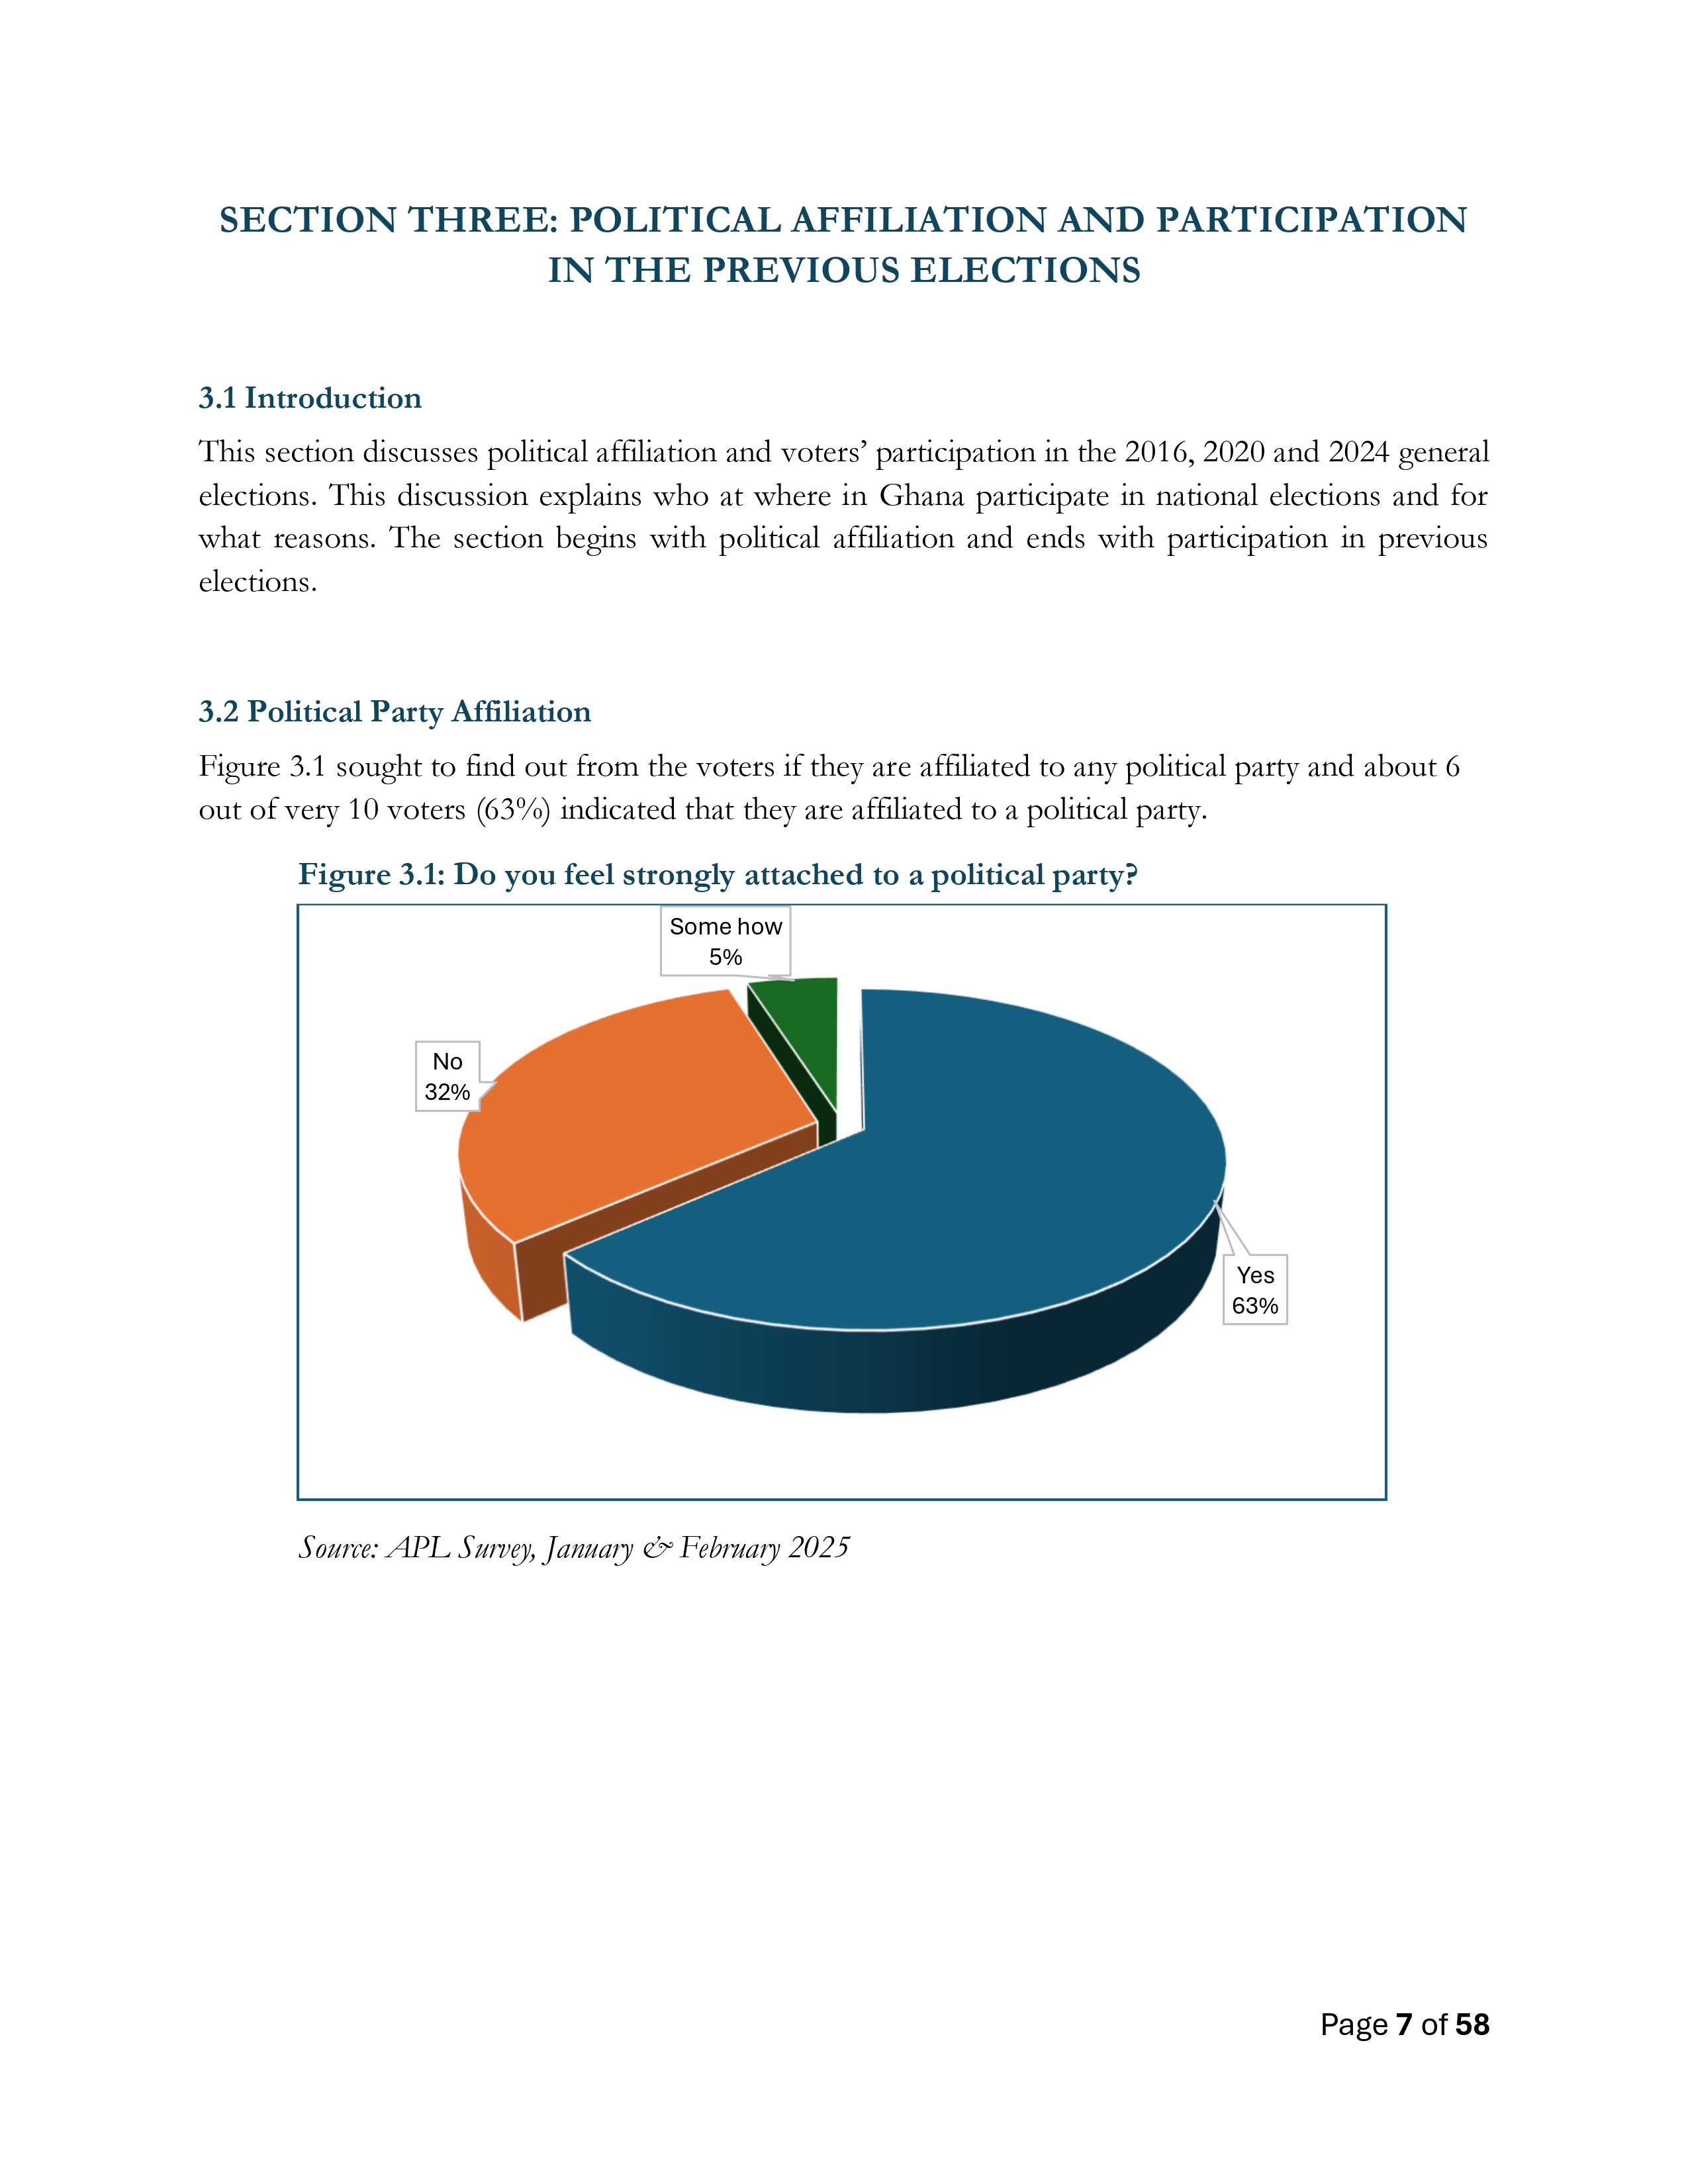 SECTION THREE: POLITICAL AFFILIATION AND PARTICIPATION
IN THE PREVIOUS ELECTIONS
3.1 Introduction
This section discusses political affiliation and voters’ participation in the 2016, 2020 and 2024 general
elections. This discussion explains who at where in Ghana participate in national elections and for
what reasons. The section begins with political affiliation and ends with participation in previous
elections.
3.2 Political Party Affiliation
Figure 3.1 sought to find out from the voters if they are affiliated to any political party and about 6
out of very 10 voters (63%) indicated that they are affiliated to a political party.
Figure 3.1: Do you feel strongly attached to a political party?
Some how
5%
No
32%
Yes
63%
Source: APL Survey, January & February 2025
Page 7 of 58